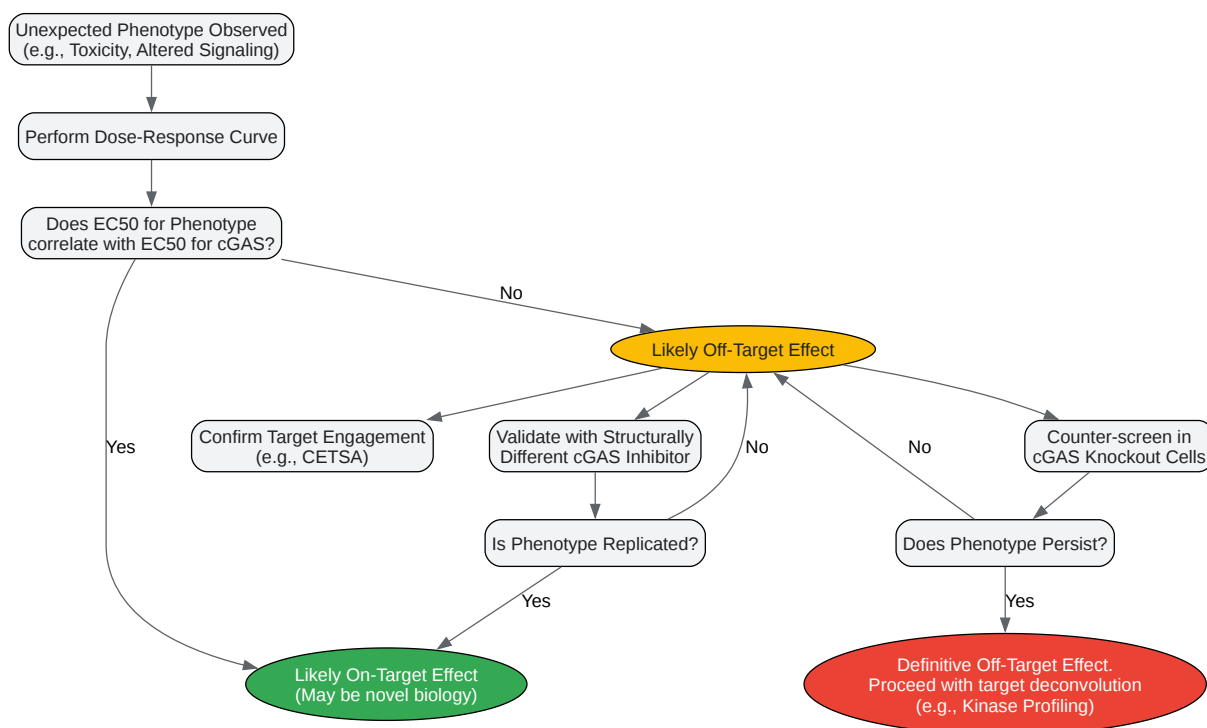 Unexpected Phenotype Observed
(e.g., Toxicity, Altered Signaling)
Perform Dose-Response Curve
Does EC50 for Phenotype
correlate with EC50 for cGAS?
No
Likely Off-Target Effect
Yes
Confirm Target Engagement
(e.g., CETSA)
Validate with Structurally
Different cGAS Inhibitor
No
No
Counter-screen in
cGAS Knockout Cells
Is Phenotype Replicated?
Does Phenotype Persist?
Yes
Yes
Likely On-Target Effect
(May be novel biology)
Definitive Off-Target Effect.
Proceed with target deconvolution
(e.g., Kinase Profiling)